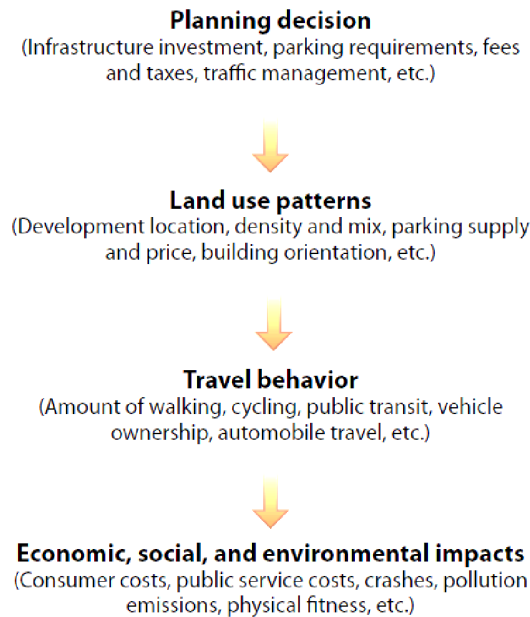 Planning decision
(Infrastructure investment, parking requirements, fees
and taxes, traffic management, etc.)
Land use patterns
(Development location, density and mix, parking supply
and price, building orientation, etc.)
Travel behavior
(Amount of walking, cycling, public transit, vehicle
ownership, automobile travel, etc.)
Economic, social, and environmental impacts
(Consumer costs, public service costs, crashes, pollution
emissions, physical fitness, etc.)